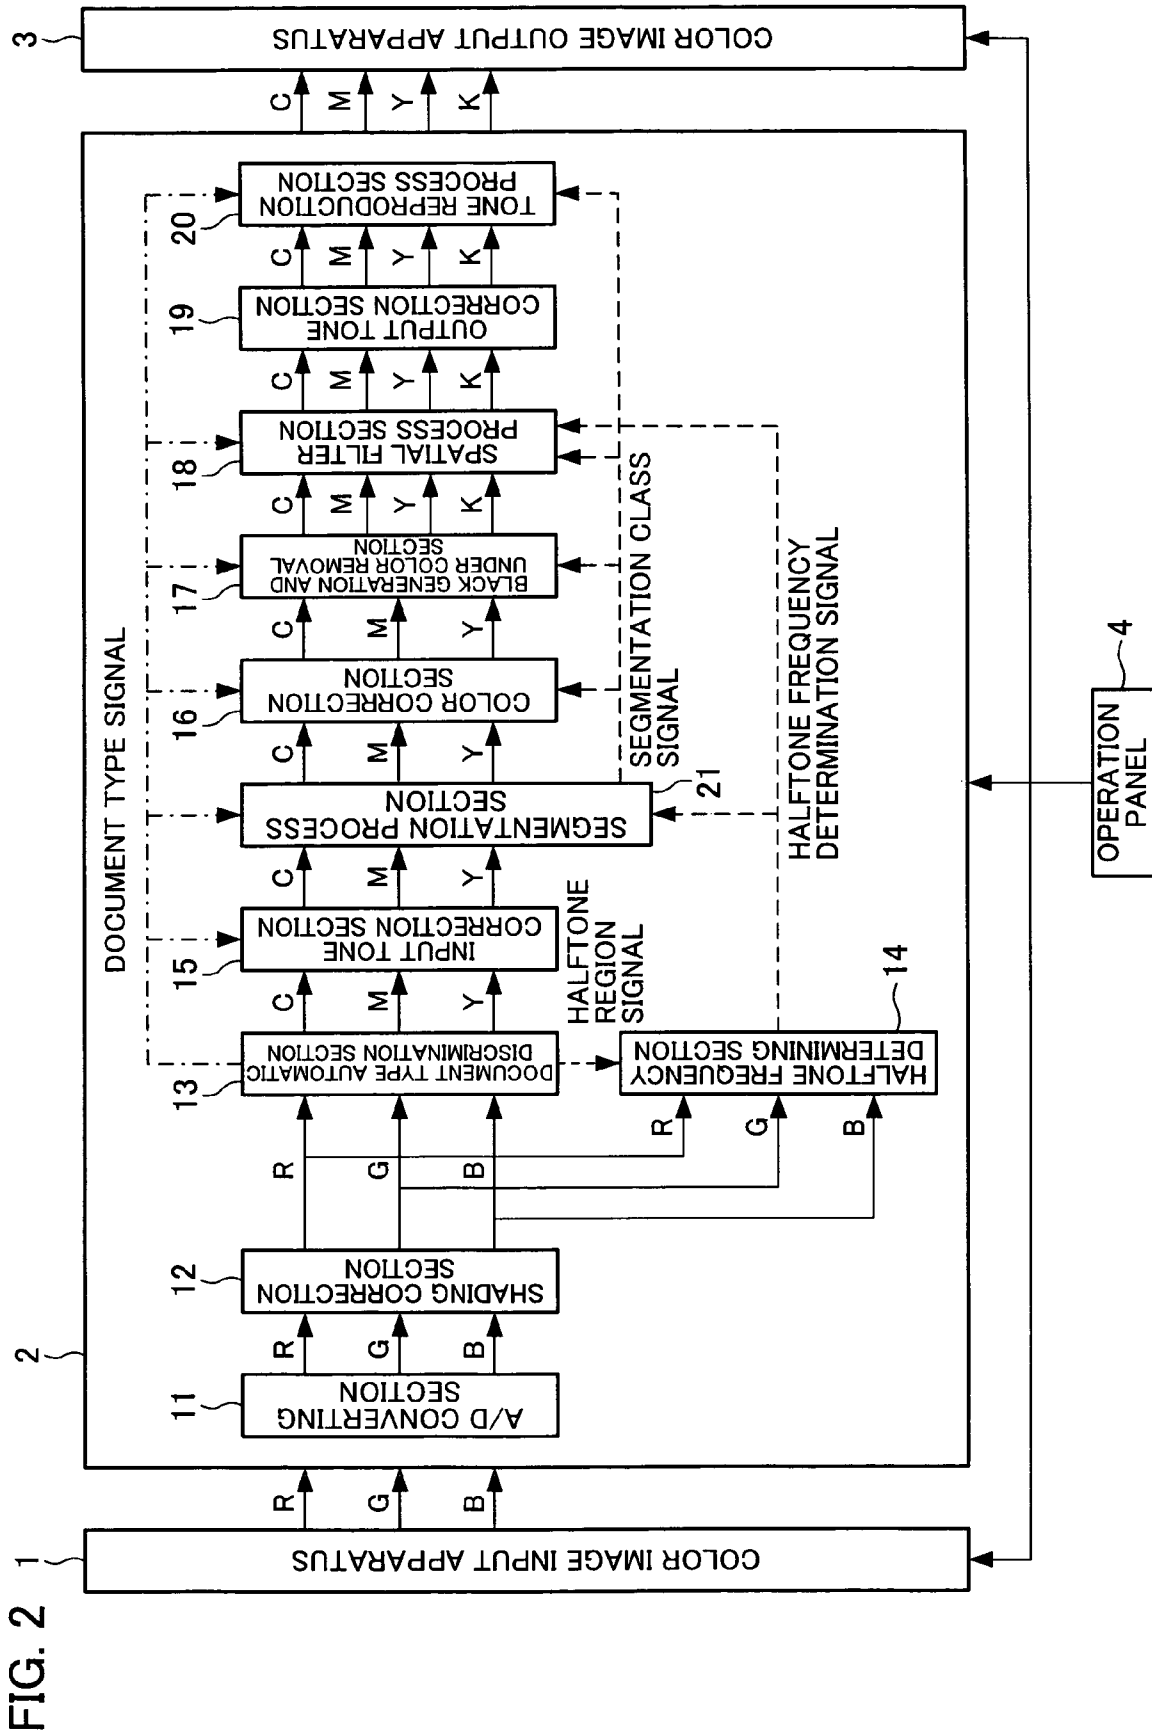 FIG. 2
1
COLOR IMAGE INPUT APPARATUS
R
G
B
2
11
A/D CONVERTING
SECTION
R
G
B
12
SHADING CORRECTION
SECTION
R
G
B
R
G
B
13
DOCUMENT TYPE AUTOMATIC
DISCRIMINATION SECTION
DOCUMENT TYPE SIGNAL
HALFTONE
REGION
SIGNAL
14
HALFTONE FREQUENCY
DETERMINING SECTION
C
M
Y
15
INPUT TONE
CORRECTION SECTION
C
M
Y
SEGMENTATION PROCESS
SECTION
21
C
M
Y
SEGMENTATION CLASS
SIGNAL
HALFTONE FREQUENCY
DETERMINATION SIGNAL
16
COLOR CORRECTION
SECTION
C
M
Y
17
BLACK GENERATION AND
UNDER COLOR REMOVAL
SECTION
C
M
Y
K
18
SPATIAL FILTER
PROCESS SECTION
C
M
Y
K
19
OUTPUT TONE
CORRECTION SECTION
C
M
Y
K
20
TONE REPRODUCTION
PROCESS SECTION
C
M
Y
K
3
COLOR IMAGE OUTPUT APPARATUS
4
OPERATION
PANEL